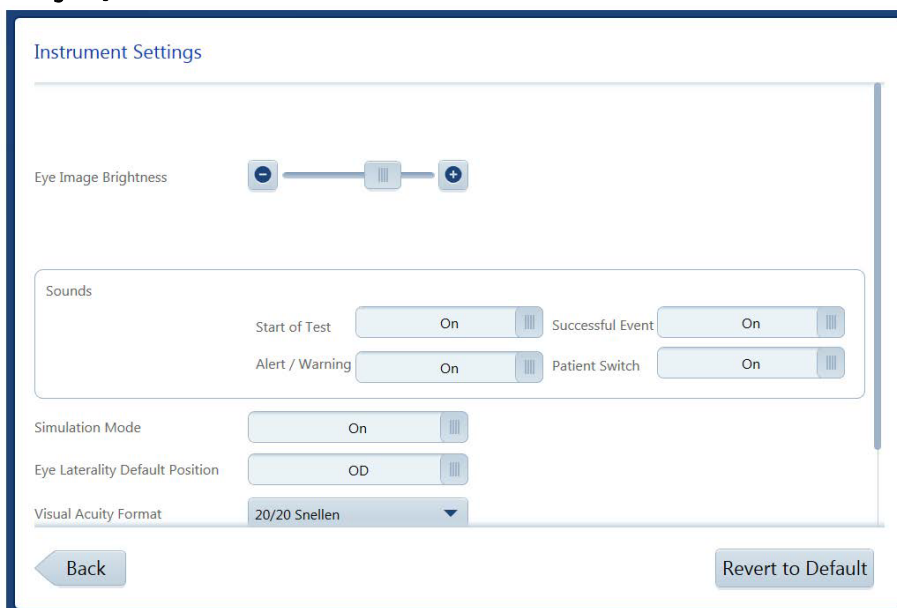 Instrument Settings
Eye Image Brightness
Sounds
Start of Test On Successful Event On
Alert / Warning On Patient Switch On
Simulation Mode On
Eye Laterality Default Position OD
Visual Acuity Format 20/20 Snellen
Back Revert to Default